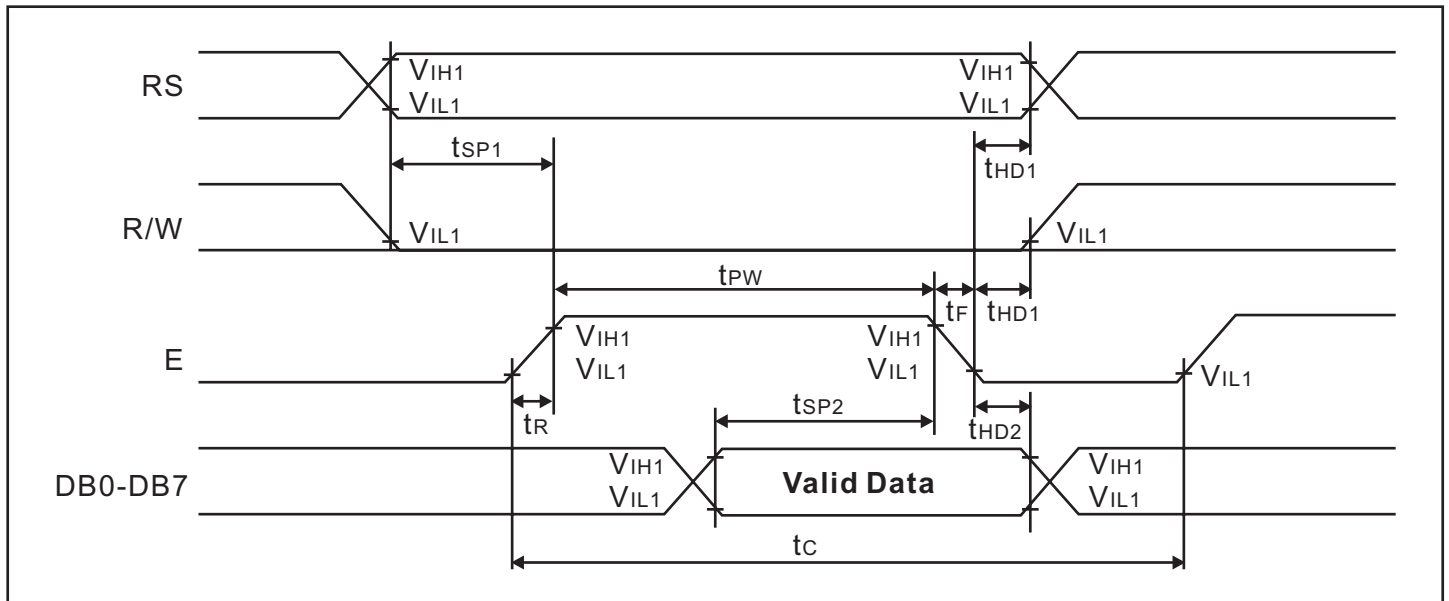 RS
VIH1
VIL1
VIH1
VIL1
tSP1
tHD1
R/W
VIL1
VIL1
tPW
tF
tHD1
E
VIH1
VIL1
VIH1
VIL1
VIL1
tR
tSP2
tHD2
DB0-DB7
VIH1
VIL1
Valid Data
VIH1
VIL1
tC